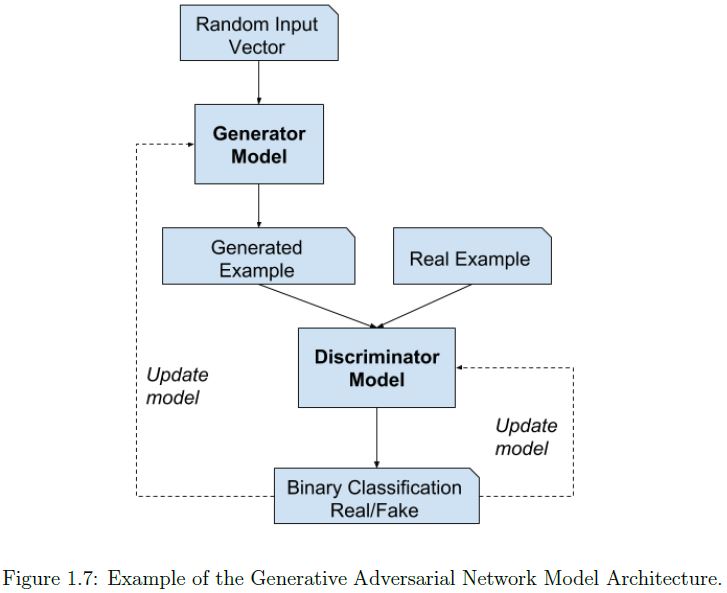 Random Input
Vector
Generator
Model
Generated
Example
Real Example
Discriminator
Model
Update
model
Update
model
Binary Classification
Real/Fake
Figure 1.7: Example of the Generative Adversarial Network Model Architecture.